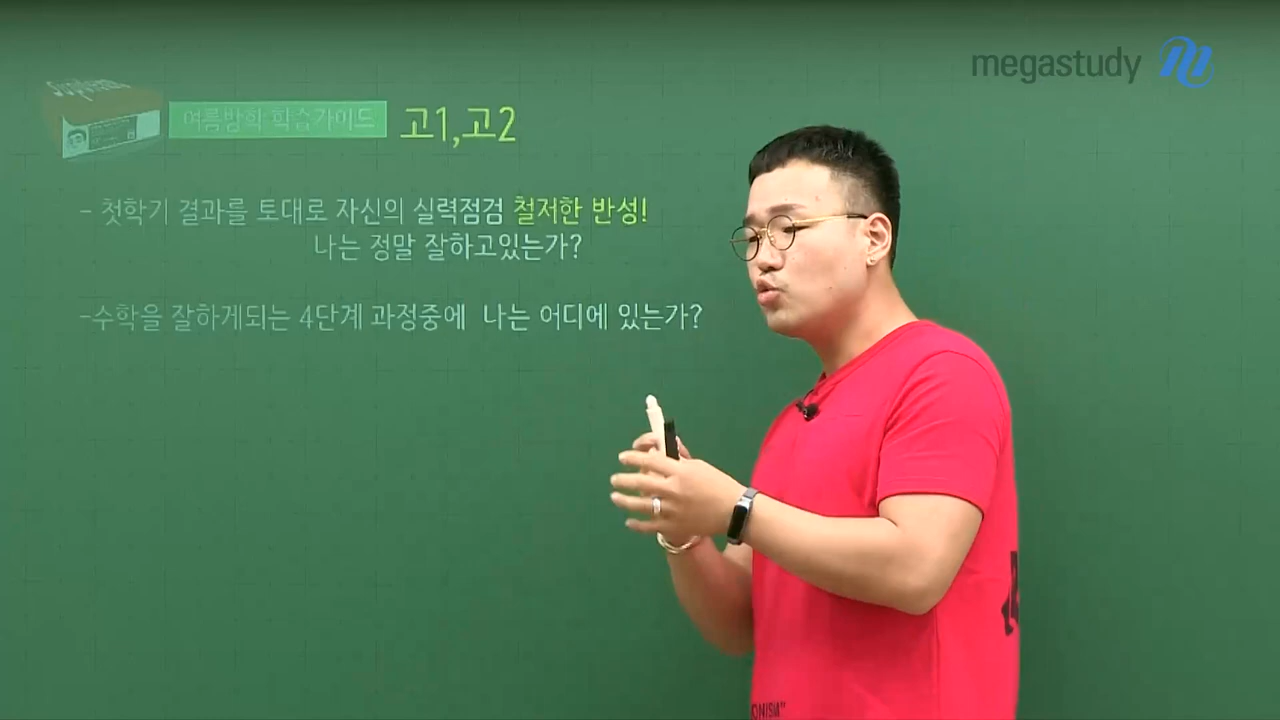 megastudy
여름방학 학습가이드 고1,고2
- 첫학기 결과를 토대로 자신의 실력점검 철저한 반성!
나는 정말 잘하고있는가?
-수학을 잘하게되는 4단계 과정중에 나는 어디에 있는가?
ONISM"